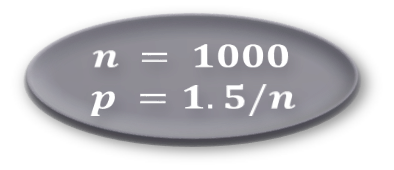 n = 1000
p = 1.5/n